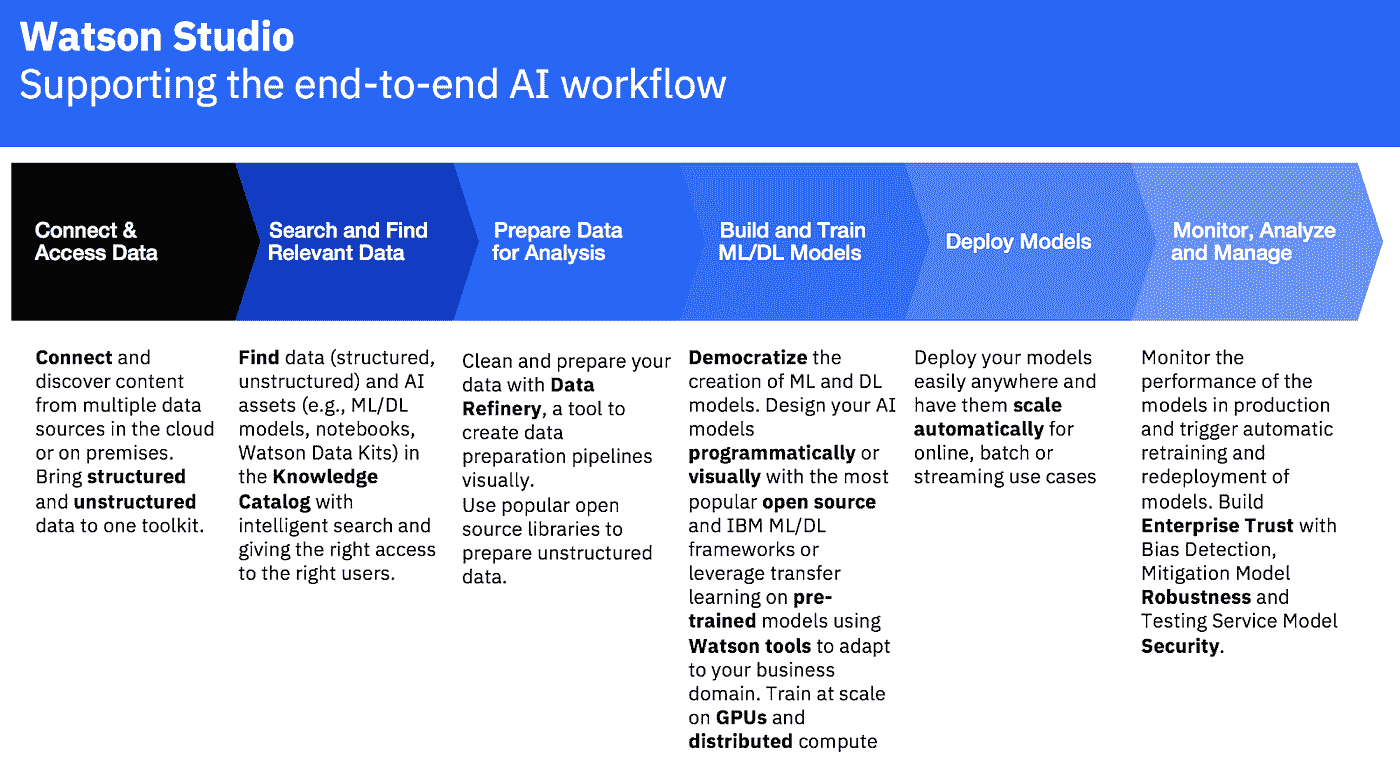 Watson Studio
Supporting the end-to-end AI workflow
Connect &
Access Data
Search and Find
Relevant Data
Prepare Data
for Analysis
Build and Train
ML/DL Models
Deploy Models
Monitor, Analyze
and Manage
Connect and
discover content
from multiple data
sources in the cloud
or on premises.
Bring structured
and unstructured
data to one toolkit.
Find data (structured,
unstructured) and AI
assets (e.g., ML/DL
models, notebooks,
Watson Data Kits) in
the Knowledge
Catalog with
intelligent search and
giving the right access
to the right users.
Clean and prepare your
data with Data
Refinery, a tool to
create data
preparation pipelines
visually.
Use popular open
source libraries to
prepare unstructured
data.
Democratize the
creation of ML and DL
models. Design your AI
models
programmatically or
visually with the most
popular open source
and IBM ML/DL
frameworks or
leverage transfer
learning on pre-
trained models using
Watson tools to adapt
to your business
domain. Train at scale
on GPUs and
distributed compute
Deploy your models
easily anywhere and
have them scale
automatically for
online, batch or
streaming use cases
Monitor the
performance of the
models in production
and trigger automatic
retraining and
redeployment of
models. Build
Enterprise Trust with
Bias Detection,
Mitigation Model
Robustness and
Testing Service Model
Security.